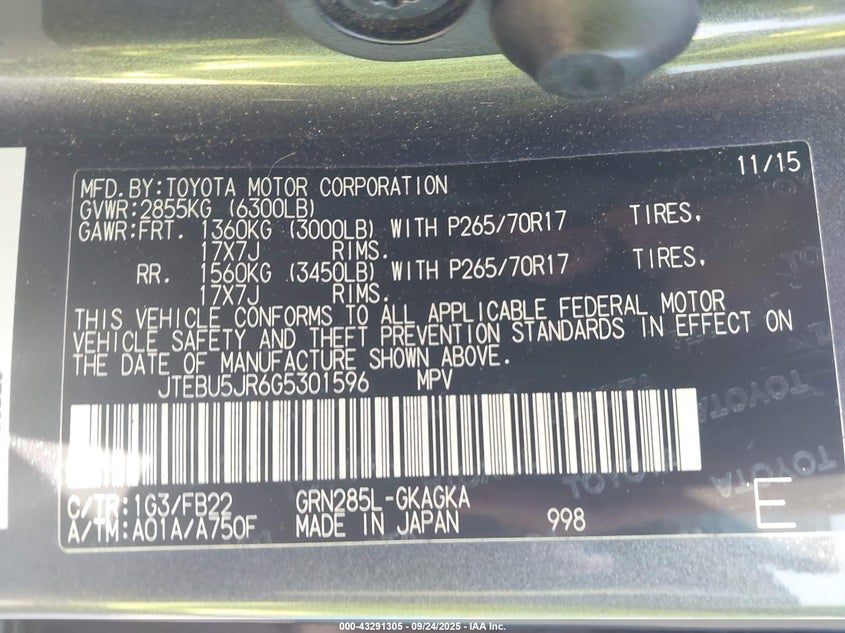 11/15
MFD.BY:TOYOTA MOTOR CORPORATION
GVWR:2855KG (6300LB)
GAWR:FRT. 1360KG (3000LB) WITH P265/70R17 TIRES,
17X7J RIMS.
RR. 1560KG (3450LB) WITH P265/70R17 TIRES,
17X7J RIMS.
THIS VEHICLE CONFORMS TO ALL APPLICABLE FEDERAL MOTOR
VEHICLE SAFETY AND THEFT PREVENTION STANDARDS IN EFFECT ON
THE DATE OF MANUFACTURE SHOWN ABOVE.
JTEBU5JR6G5301596 MPV
TOYOTA
C/TR:1G3/FB22 GRN285L-GKAGKA
A/TM:A01A/A750F MADE IN JAPAN 998 E
000-43291305 - 09/24/2025 - IAA Inc.